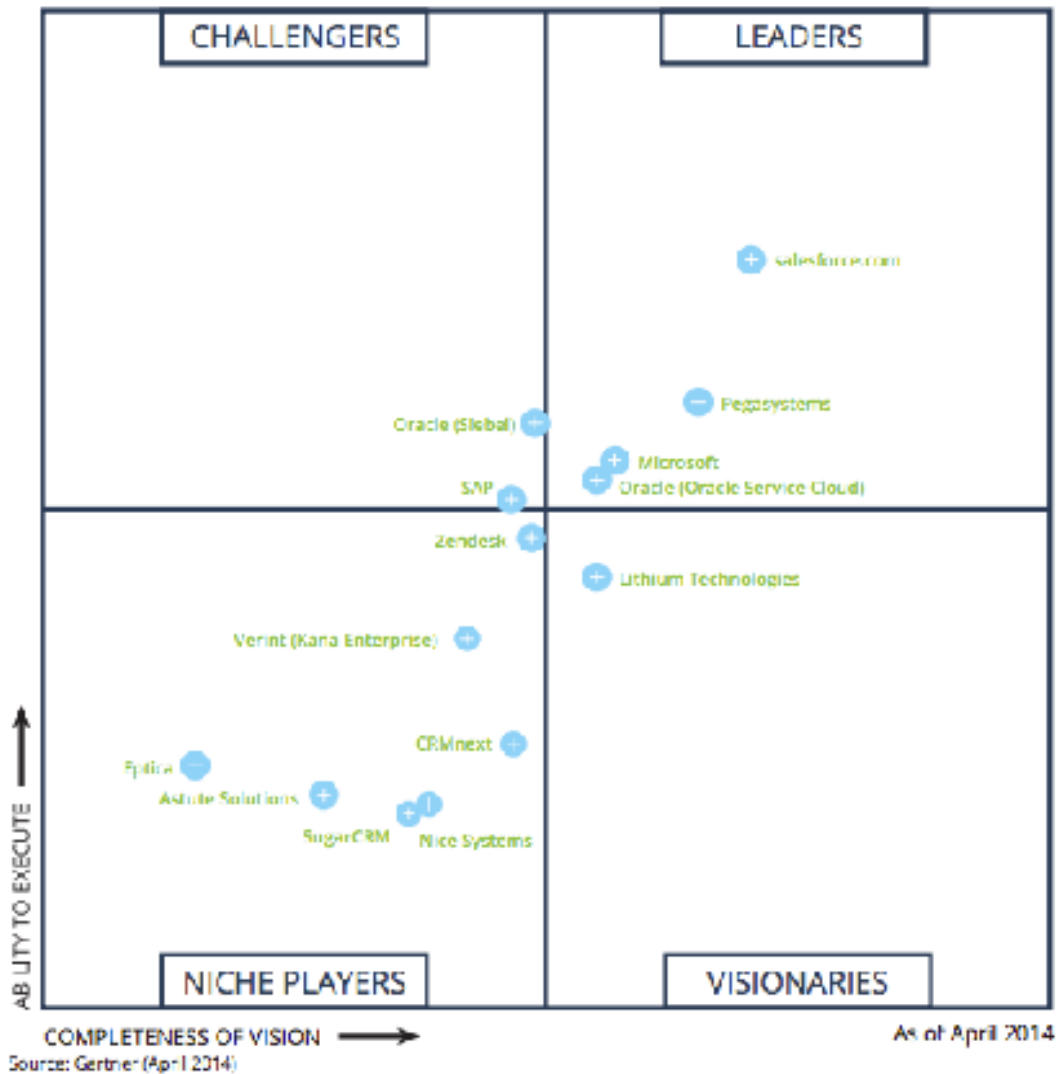 CHALLENGERS
LEADERS
salesforce.com
Pegasystems
Oracle (Siebel)
Microsoft
SAP
Oracle (Oracle Service Cloud)
Zendesk
Lithium Technologies
Verint (Kana Enterprise)
CRMnext
Eptica
Astute Solutions
SugarCRM
Nice Systems
ABILITY TO EXECUTE
NICHE PLAYERS
VISIONARIES
COMPLETENESS OF VISION
As of April 2014
Source: Gartner (April 2014)